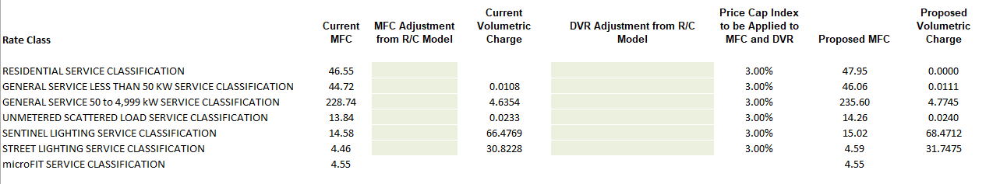 Rate Class Current MFC MFC Adjustment from R/C Model Current Volumetric Charge DVR Adjustment from R/C Model Price Cap Index to be Applied to MFC and DVR Proposed MFC Proposed Volumetric Charge
RESIDENTIAL SERVICE CLASSIFICATION 46.55 3.00% 47.95 0.0000
GENERAL SERVICE LESS THAN 50 KW SERVICE CLASSIFICATION 44.72 0.0108 3.00% 46.06 0.0111
GENERAL SERVICE 50 to 4,999 kW SERVICE CLASSIFICATION 228.74 4.6354 3.00% 235.60 4.7745
UNMETERED SCATTERED LOAD SERVICE CLASSIFICATION 13.84 0.0233 3.00% 14.26 0.0240
SENTINEL LIGHTING SERVICE CLASSIFICATION 14.58 66.4769 3.00% 15.02 68.4712
STREET LIGHTING SERVICE CLASSIFICATION 4.46 30.8228 3.00% 4.59 31.7475
microFIT SERVICE CLASSIFICATION 4.55 4.55